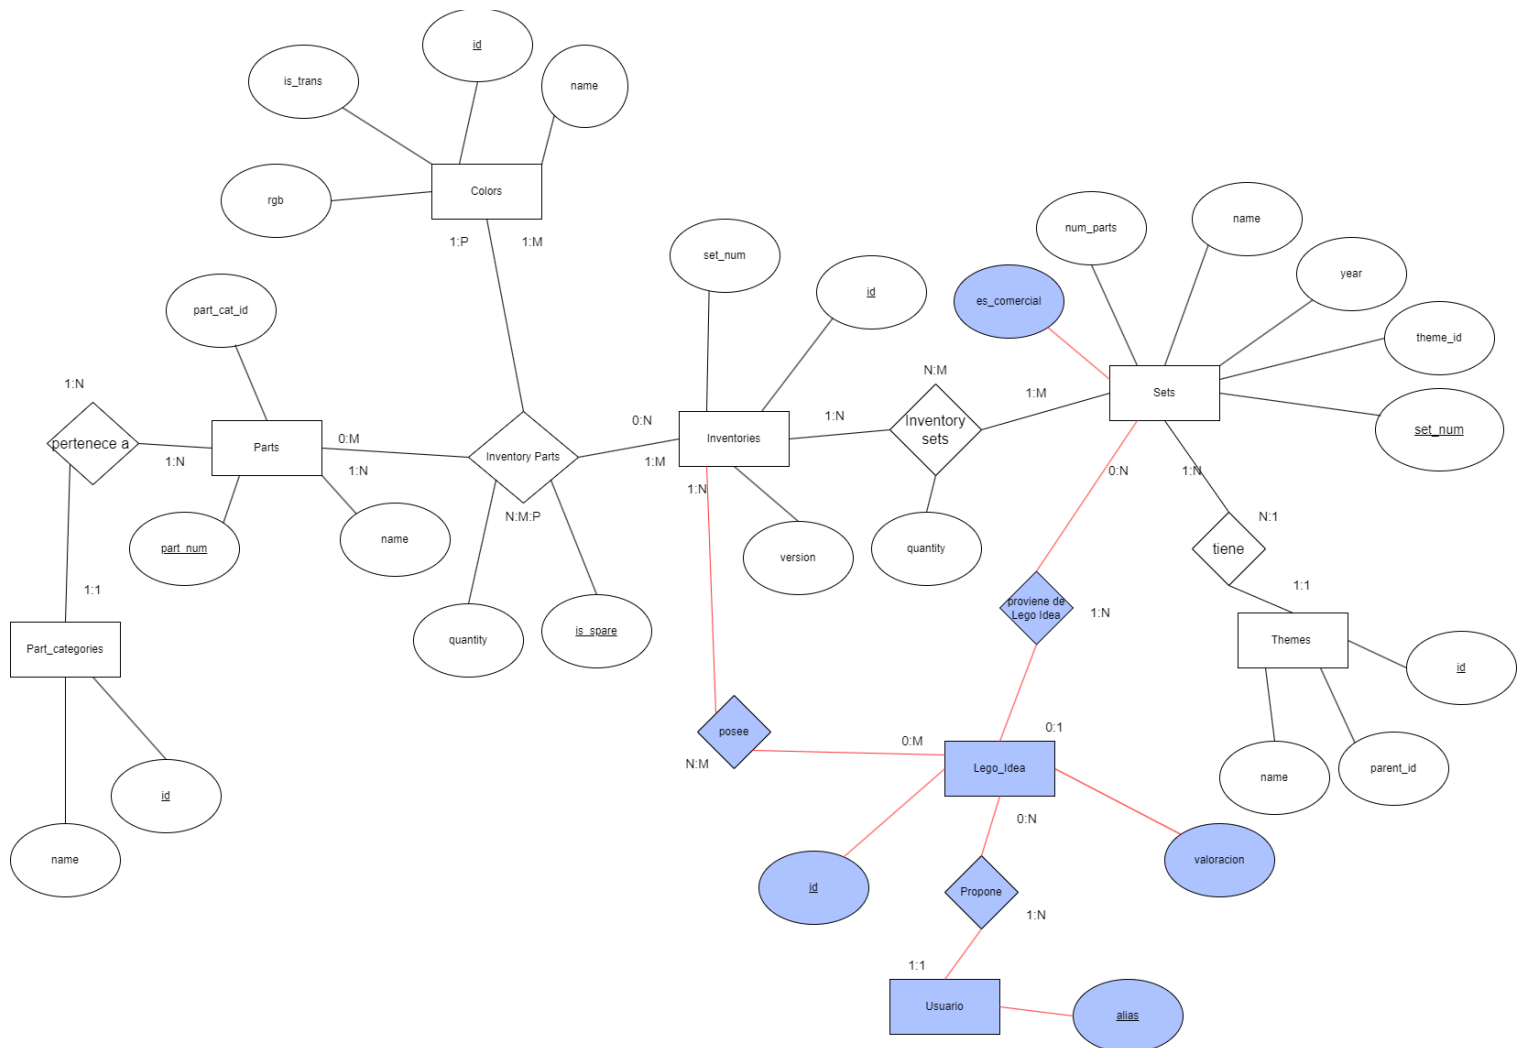 id
is_trans
name
rgb
Colors
1:P
1:M
num_parts
name
set_num
year
id
es_comercial
part_cat_id
theme_id
N:M
1:N
1:M
Sets
0:N
1:N
set_num
pertenece a
Parts
0:M
Inventories
Inventory
sets
1:N
Inventory Parts
1:M
1:N
0:N
1:N
1:N
N:M:P
N:1
part_num
name
version
quantity
tiene
1:1
1:1
proviene de
Lego Idea
1:N
is_spare
quantity
Themes
Part_categories
id
0:1
posee
0:M
N:M
Lego_Idea
name
parent_id
id
0:N
name
valoracion
id
Propone
1:N
1:1
Usuario
alias